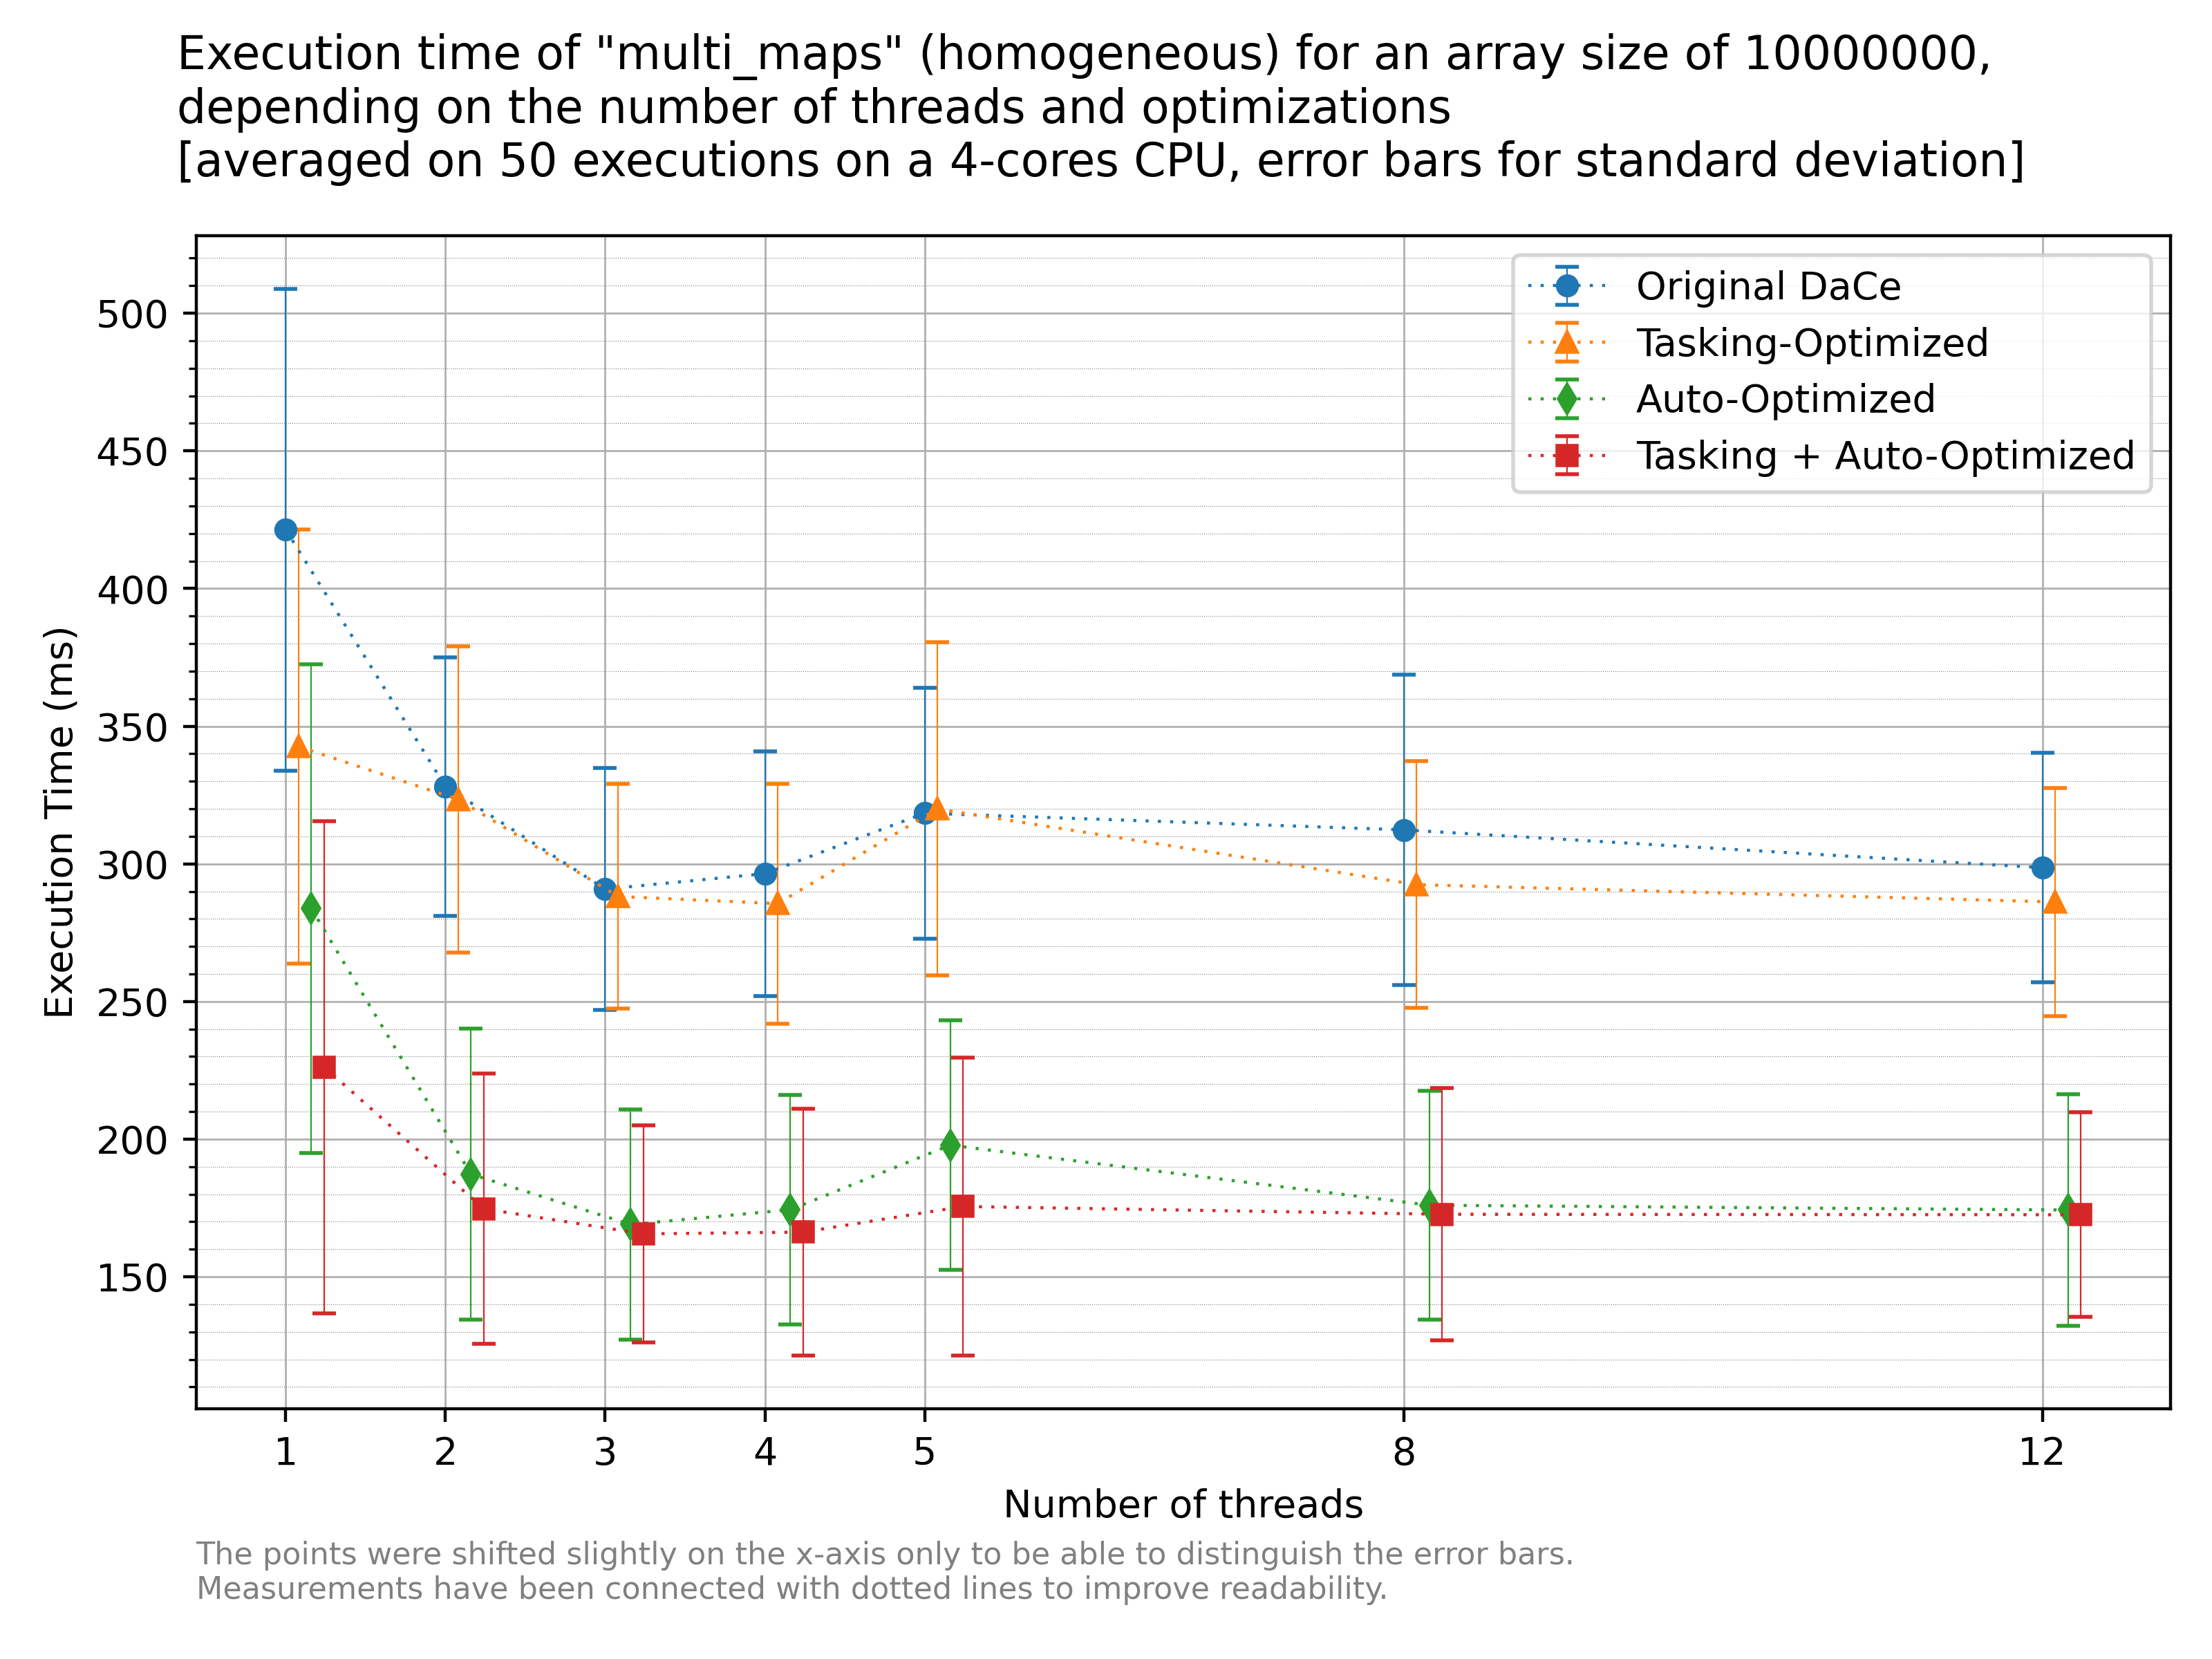 Execution time of "multi_maps" (homogeneous) for an array size of 10000000,
depending on the number of threads and optimizations
[averaged on 50 executions on a 4-cores CPU, error bars for standard deviation]
Original DaCe
Tasking-Optimized
Auto-Optimized
Tasking + Auto-Optimized
500
450
400
350
300
250
200
150
Execution Time (ms)
1 2 3 4 5 8 12
Number of threads
The points were shifted slightly on the x-axis only to be able to distinguish the error bars.
Measurements have been connected with dotted lines to improve readability.